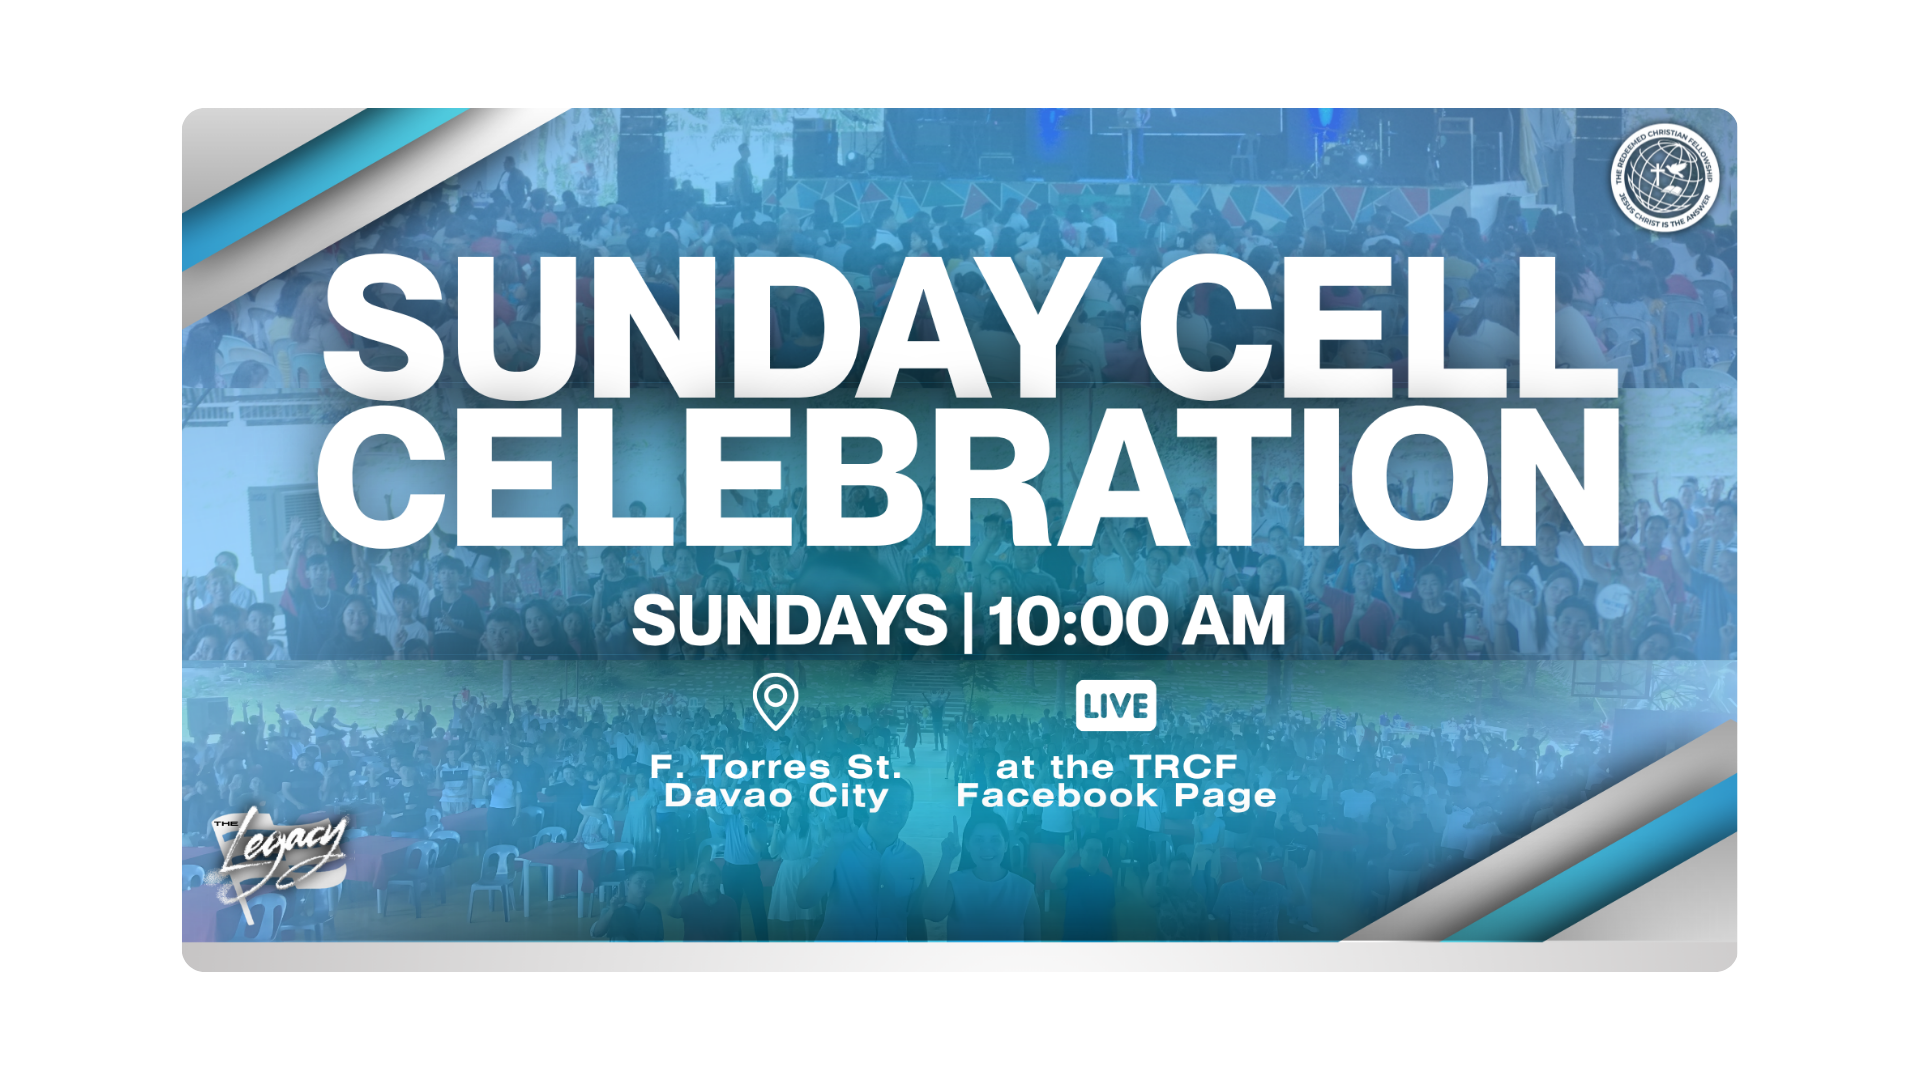 THE REDEEMED CHRISTIAN FELLOWSHIP
JESUS CHRIST IS THE ANSWER
SUNDAY CELL
CELEBRATION
SUNDAYS | 10:00 AM
LIVE
F. Torres St.
Davao City
at the TRCF
Facebook Page
THE
Legacy